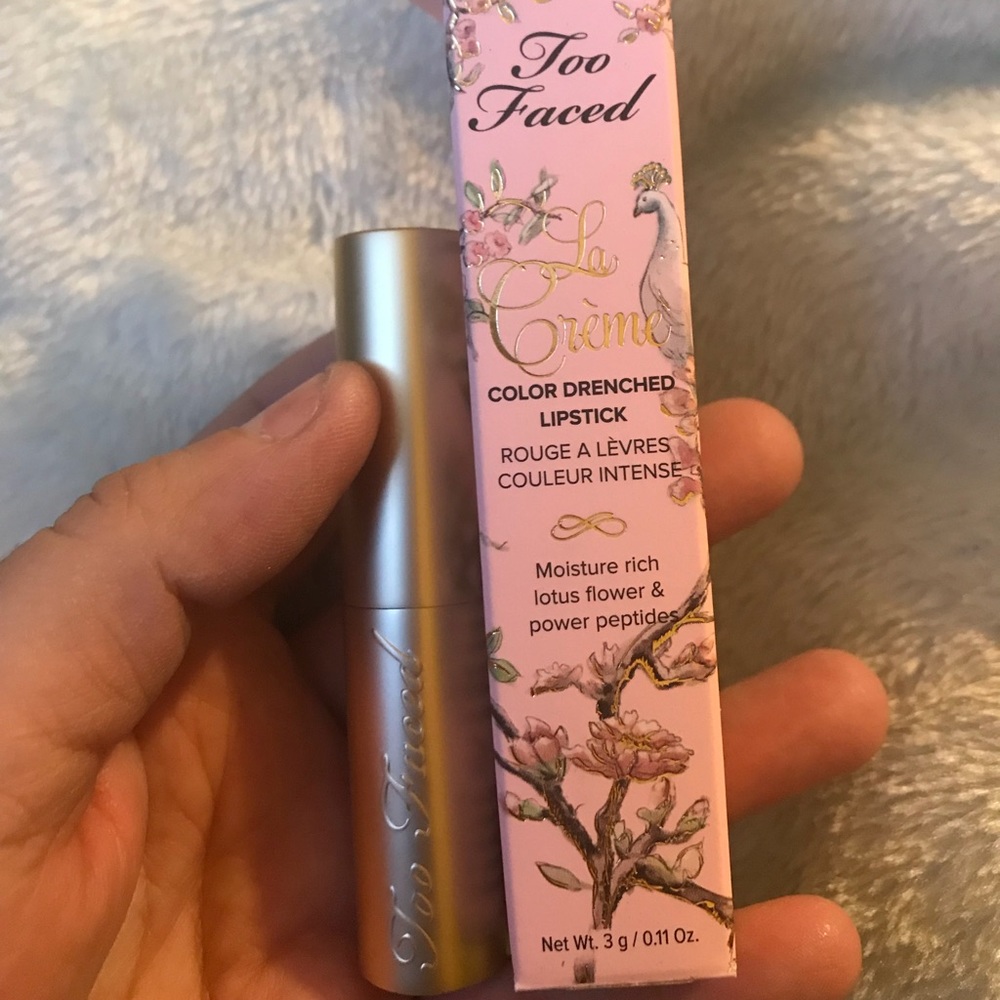 Too
Faced
La
Crème
COLOR DRENCHED
LIPSTICK
ROUGE A LÈVRES
COULEUR INTENSE
Moisture rich
lotus flower &
power peptides
Net Wt. 3 g / 0.11 Oz.
Too Faced